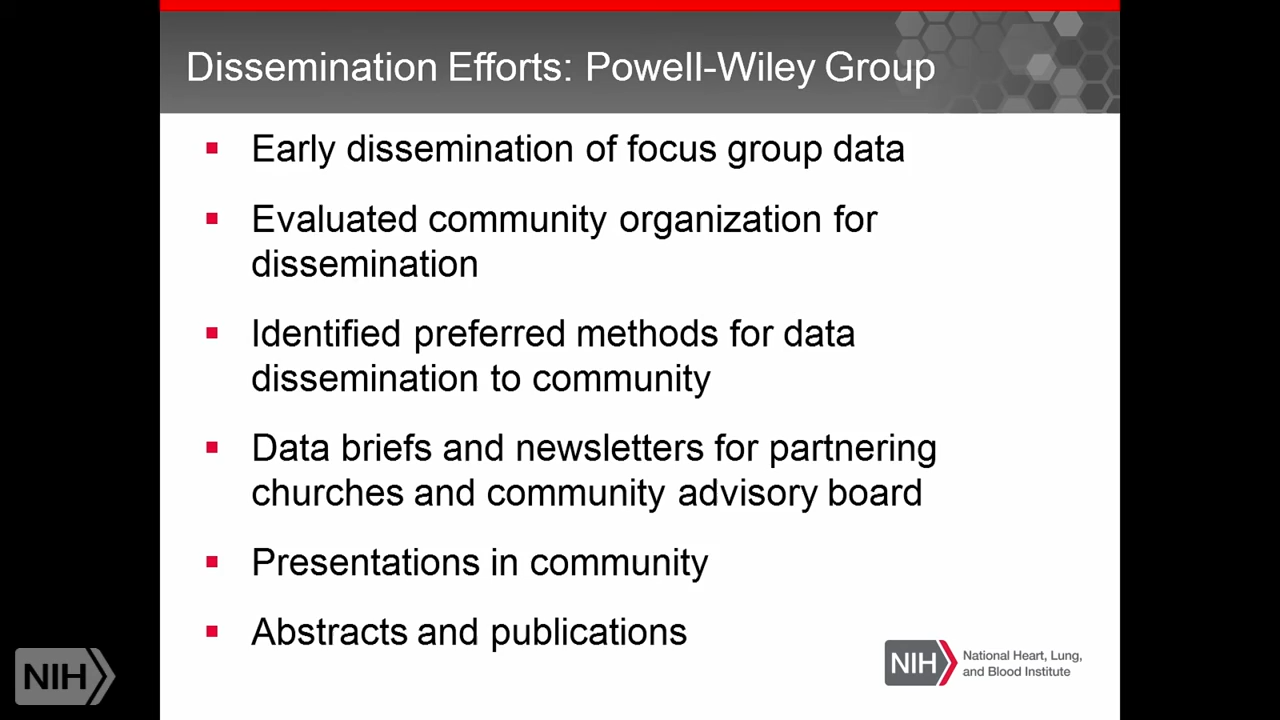 Dissemination Efforts: Powell-Wiley Group
Early dissemination of focus group data
Evaluated community organization for
dissemination
Identified preferred methods for data
dissemination to community
Data briefs and newsletters for partnering
churches and community advisory board
Presentations in community
Abstracts and publications
NIH
National Heart, Lung,
and Blood Institute
NIH